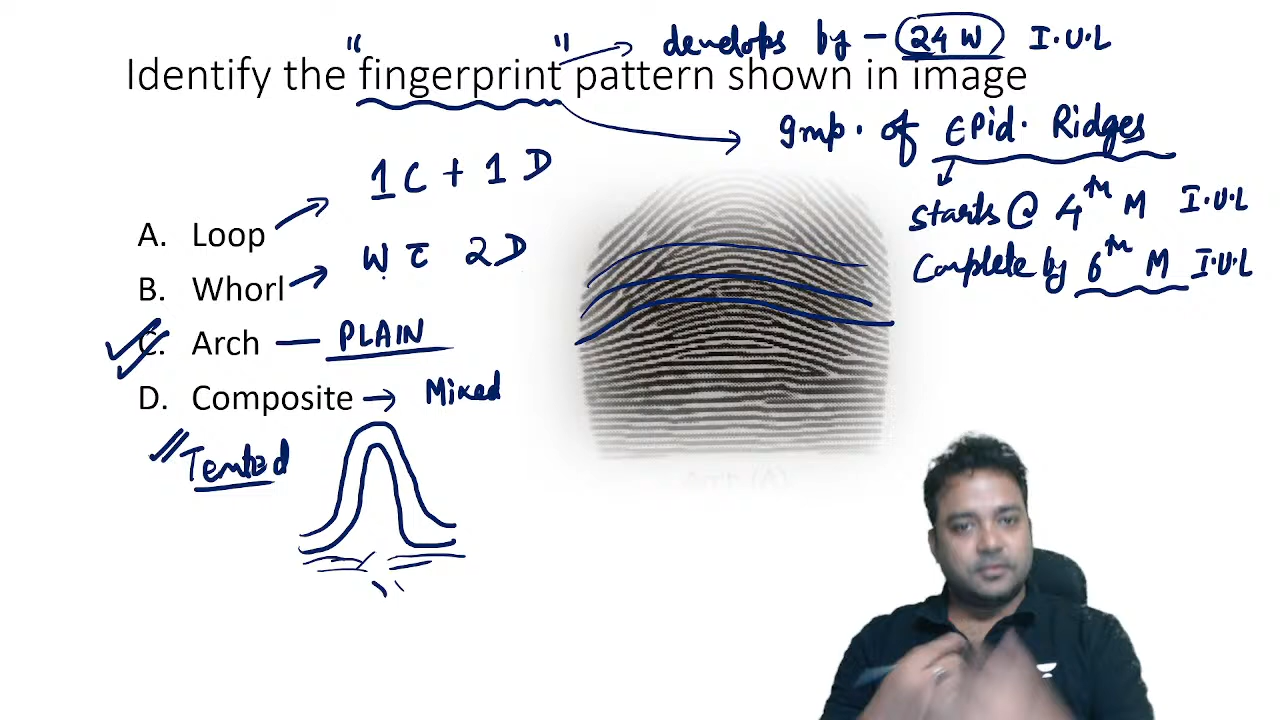 develops by - 24 W I.U.L
Identify the "fingerprint" pattern shown in image
Imp. of EPid. Ridges
starts @ 4th M I.U.L
Complete by 6th M I.U.L
A. Loop 1 C + 1 D
B. Whorl W C 2 D
C. Arch — PLAIN
D. Composite → Mixed
Tented